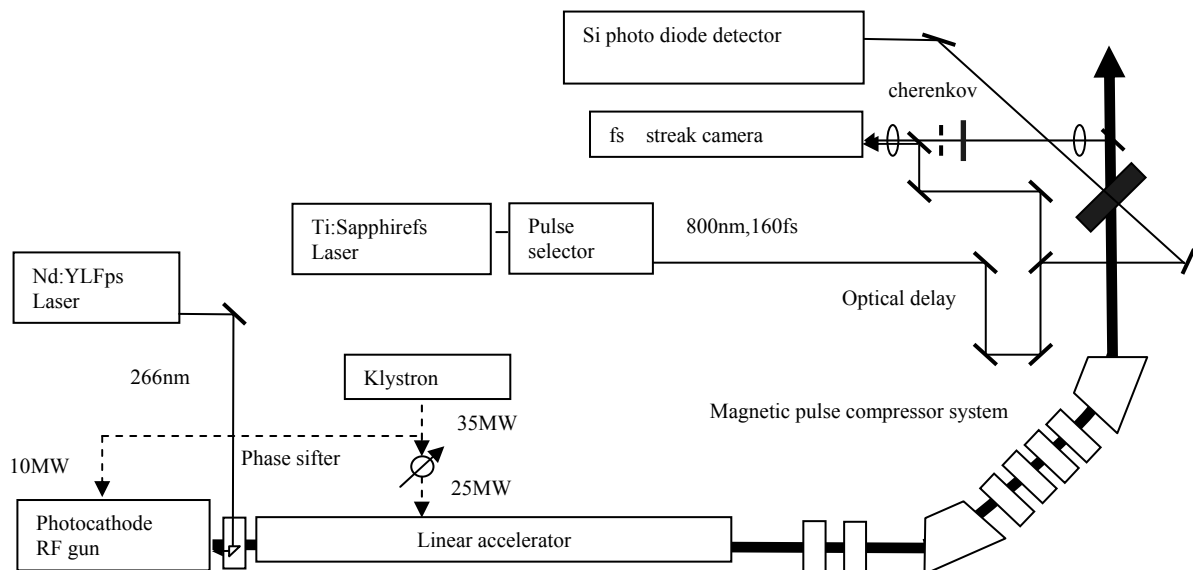 Si photo diode detector
cherenkov
fs streak camera
Ti:Sapphirefs
Laser
Pulse
selector
800nm,160fs
Nd:YLFps
Laser
Optical delay
266nm
Klystron
Magnetic pulse compressor system
35MW
Phase sifter
10MW
25MW
Photocathode
RF gun
Linear accelerator